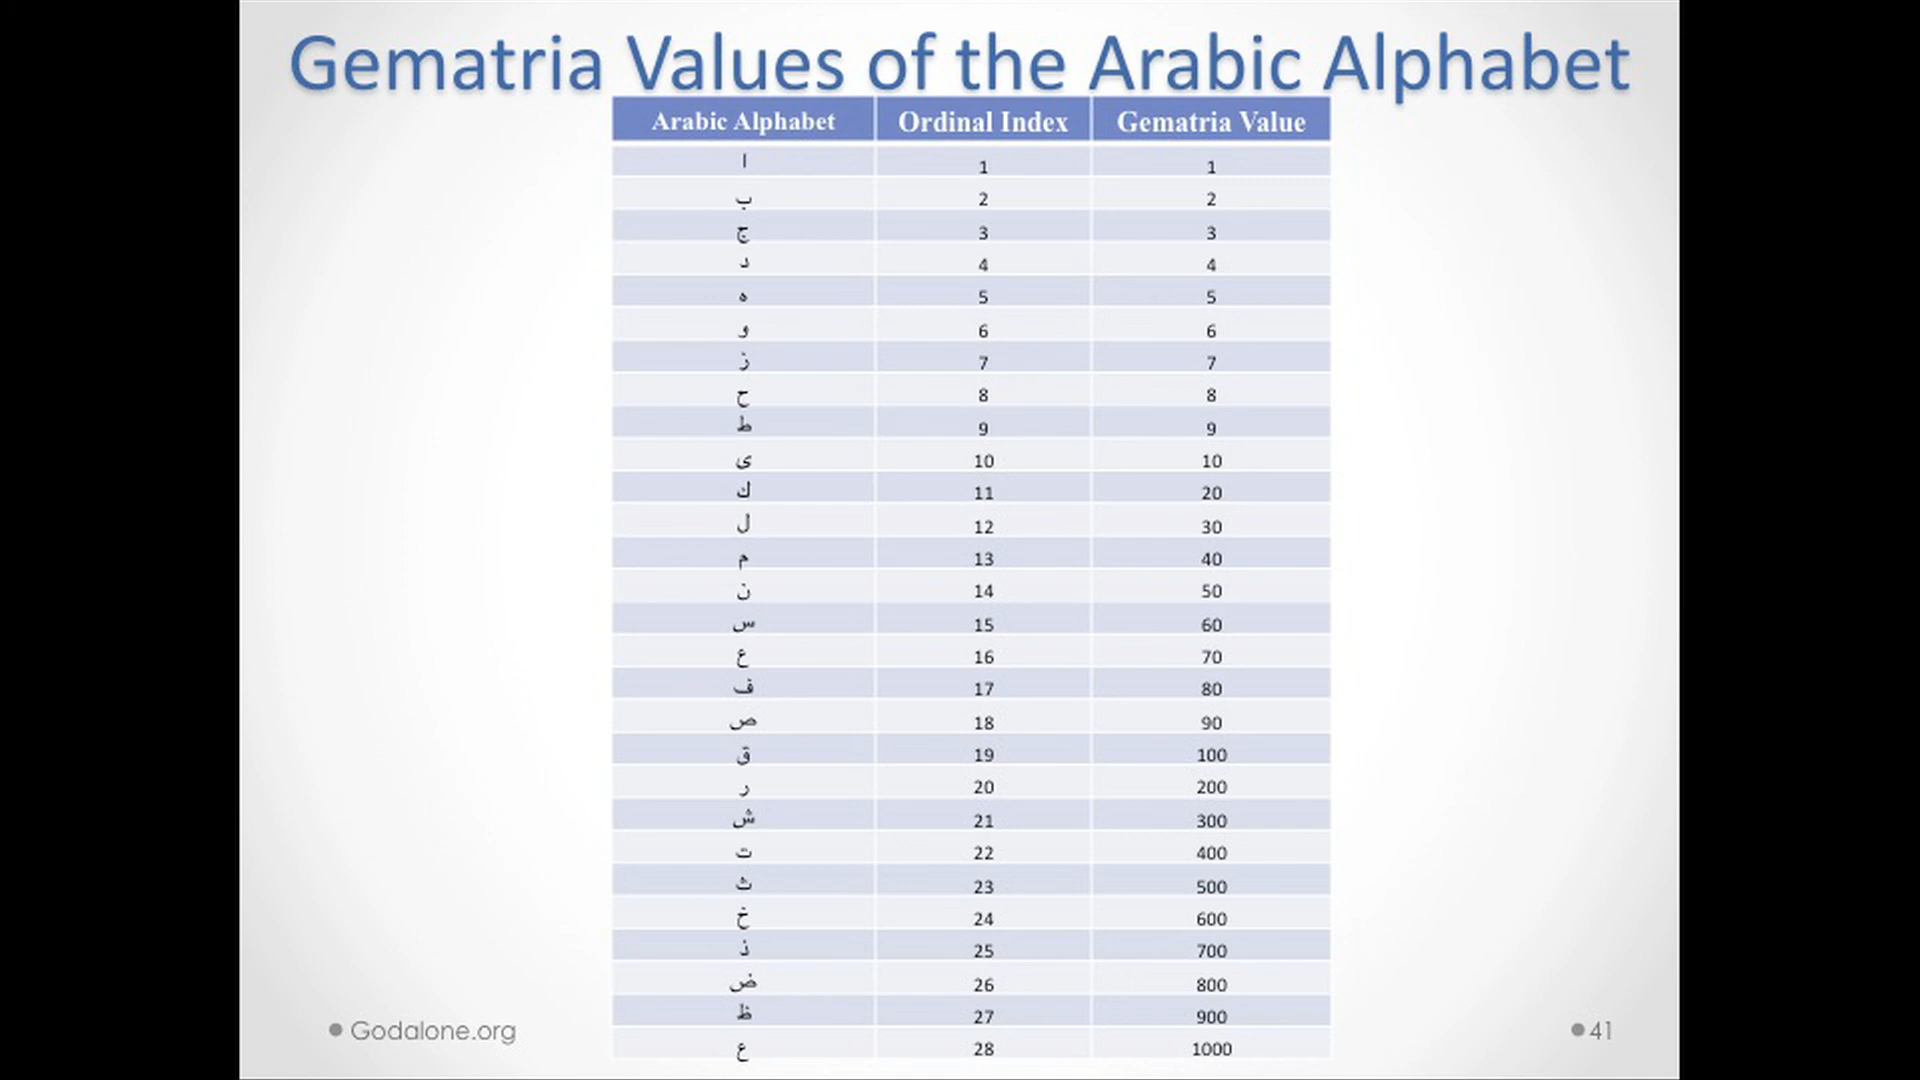 Gematria Values of the Arabic Alphabet
Arabic Alphabet Ordinal Index Gematria Value
ا 1 1
ب 2 2
ج 3 3
د 4 4
ه 5 5
و 6 6
ز 7 7
ح 8 8
ط 9 9
ى 10 10
ك 11 20
ل 12 30
م 13 40
ن 14 50
س 15 60
ع 16 70
ف 17 80
ص 18 90
ق 19 100
ر 20 200
ش 21 300
ت 22 400
ث 23 500
خ 24 600
ذ 25 700
ض 26 800
ظ 27 900
ع 28 1000
Godalone.org
41